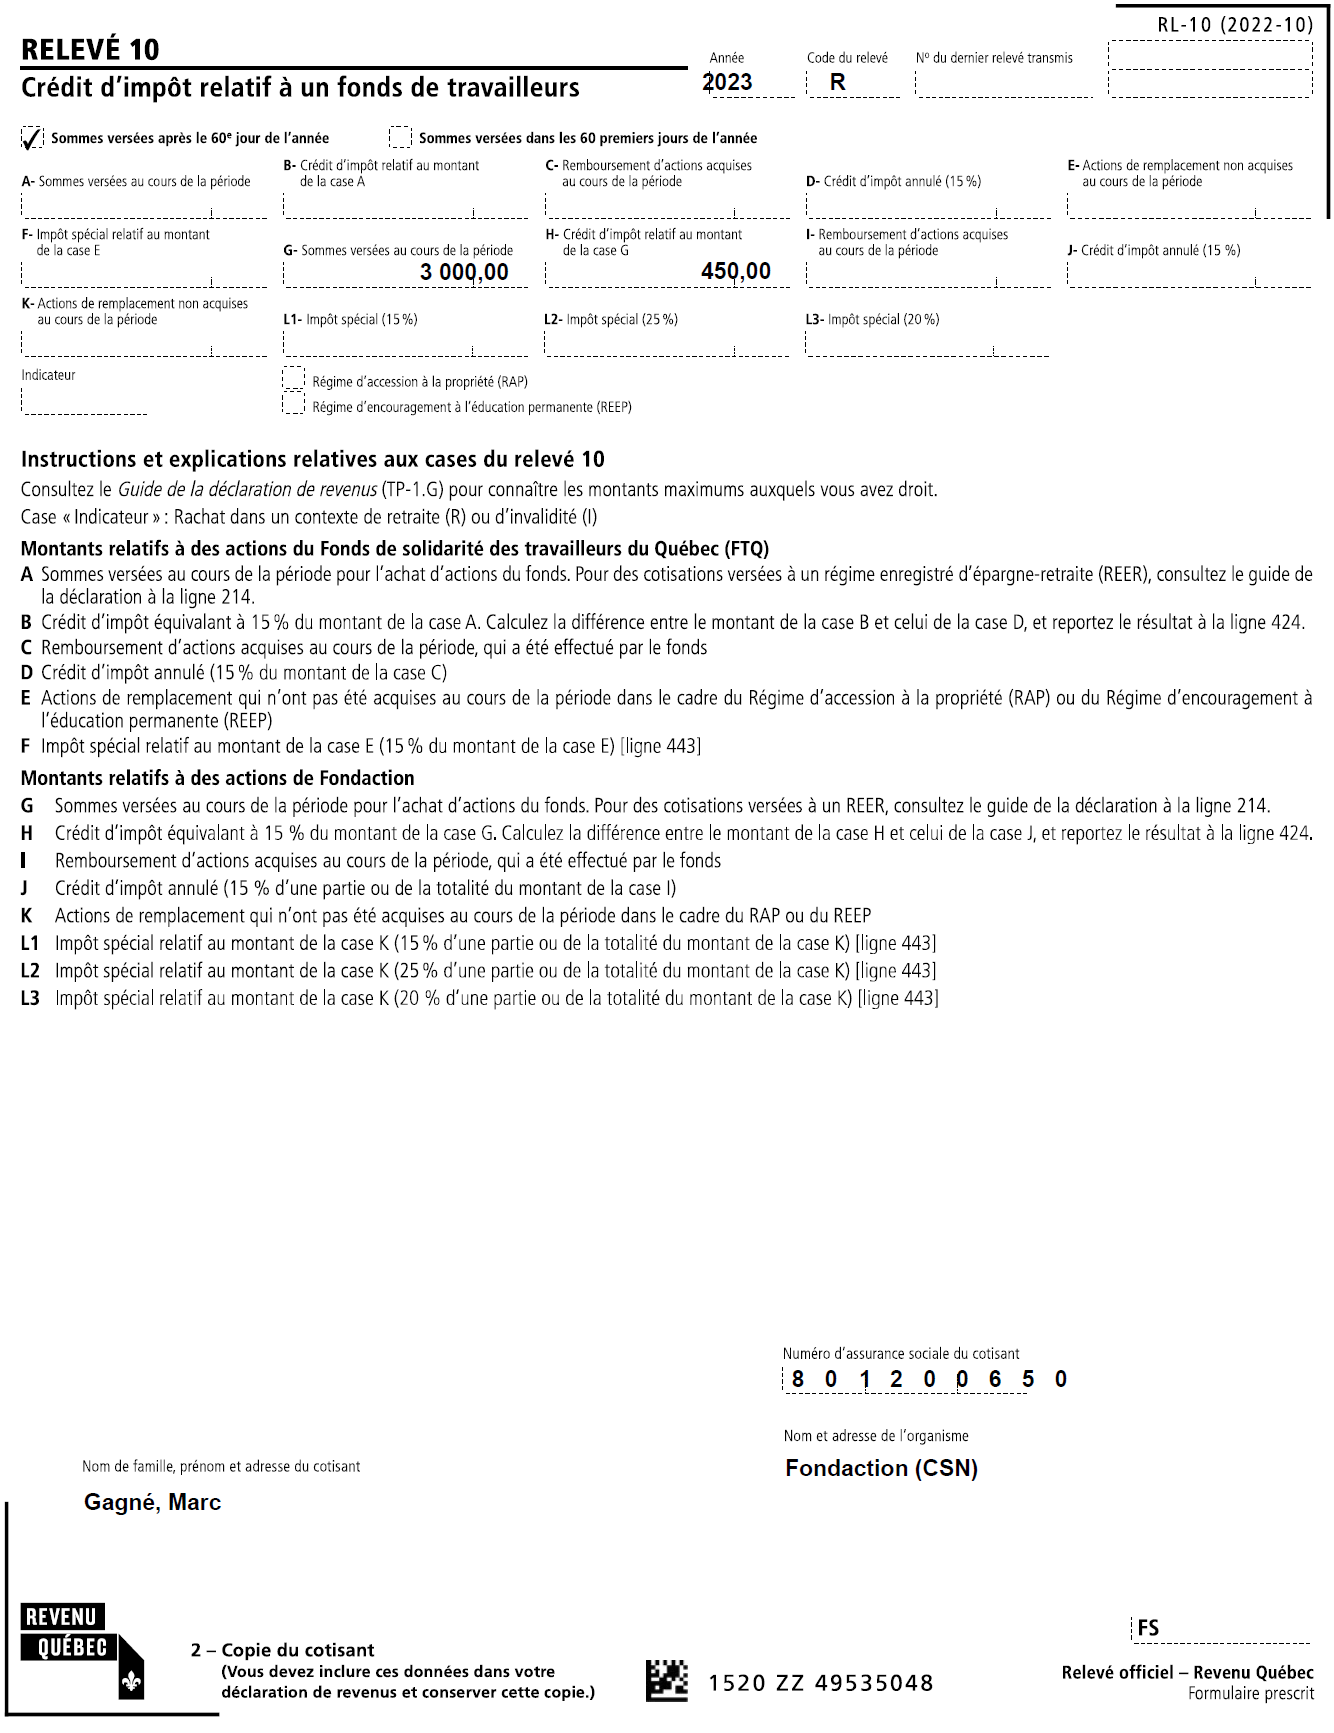 RL-10 (2022-10)
RELEVÉ 10
Crédit d'impôt relatif à un fonds de travailleurs
Année
Code du relevé
Nº du dernier relevé transmis
2023
R
Sommes versées après le 60e jour de l'année
Sommes versées dans les 60 premiers jours de l'année
A- Sommes versées au cours de la période
B- Crédit d'impôt relatif au montant
de la case A
C- Remboursement d'actions acquises
au cours de la période
D- Crédit d'impôt annulé (15 %)
E- Actions de remplacement non acquises
au cours de la période
F- Impôt spécial relatif au montant
de la case E
G- Sommes versées au cours de la période
3 000,00
H- Crédit d'impôt relatif au montant
de la case G
450,00
I- Remboursement d'actions acquises
au cours de la période
J- Crédit d'impôt annulé (15 %)
K- Actions de remplacement non acquises
au cours de la période
L1- Impôt spécial (15 %)
L2- Impôt spécial (25 %)
L3- Impôt spécial (20 %)
Indicateur
Régime d'accession à la propriété (RAP)
Régime d'encouragement à l'éducation permanente (REEP)
Instructions et explications relatives aux cases du relevé 10
Consultez le Guide de la déclaration de revenus (TP-1.G) pour connaître les montants maximums auxquels vous avez droit.
Case « Indicateur » : Rachat dans un contexte de retraite (R) ou d'invalidité (I)
Montants relatifs à des actions du Fonds de solidarité des travailleurs du Québec (FTQ)
A Sommes versées au cours de la période pour l'achat d'actions du fonds. Pour des cotisations versées à un régime enregistré d'épargne-retraite (REER), consultez le guide de
la déclaration à la ligne 214.
B Crédit d'impôt équivalent à 15 % du montant de la case A. Calculez la différence entre le montant de la case B et celui de la case D, et reportez le résultat à la ligne 424.
C Remboursement d'actions acquises au cours de la période, qui a été effectué par le fonds
D Crédit d'impôt annulé (15 % du montant de la case C)
E Actions de remplacement qui n'ont pas été acquises au cours de la période dans le cadre du Régime d'accession à la propriété (RAP) ou du Régime d'encouragement à
l'éducation permanente (REEP)
F Impôt spécial relatif au montant de la case E (15 % du montant de la case E) [ligne 443]
Montants relatifs à des actions de Fondaction
G Sommes versées au cours de la période pour l'achat d'actions du fonds. Pour des cotisations versées à un REER, consultez le guide de la déclaration à la ligne 214.
H Crédit d'impôt équivalant à 15 % du montant de la case G. Calculez la différence entre le montant de la case H et celui de la case J, et reportez le résultat à la ligne 424.
I Remboursement d'actions acquises au cours de la période, qui a été effectué par le fonds
J Crédit d'impôt annulé (15 % d'une partie ou de la totalité du montant de la case I)
K Actions de remplacement qui n'ont pas été acquises au cours de la période dans le cadre du RAP ou du REEP
L1 Impôt spécial relatif au montant de la case K (15 % d'une partie ou de la totalité du montant de la case K) [ligne 443]
L2 Impôt spécial relatif au montant de la case K (25 % d'une partie ou de la totalité du montant de la case K) [ligne 443]
L3 Impôt spécial relatif au montant de la case K (20 % d'une partie ou de la totalité du montant de la case K) [ligne 443]
Numéro d'assurance sociale du cotisant
8 0 1 2 0 0 6 5 0
Nom et adresse de l'organisme
Fondaction (CSN)
Nom de famille, prénom et adresse du cotisant
Gagné, Marc
REVENU
QUÉBEC
2 – Copie du cotisant
(Vous devez inclure ces données dans votre
déclaration de revenus et conserver cette copie.)
1520 ZZ 49535048
FS
Relevé officiel – Revenu Québec
Formulaire prescrit